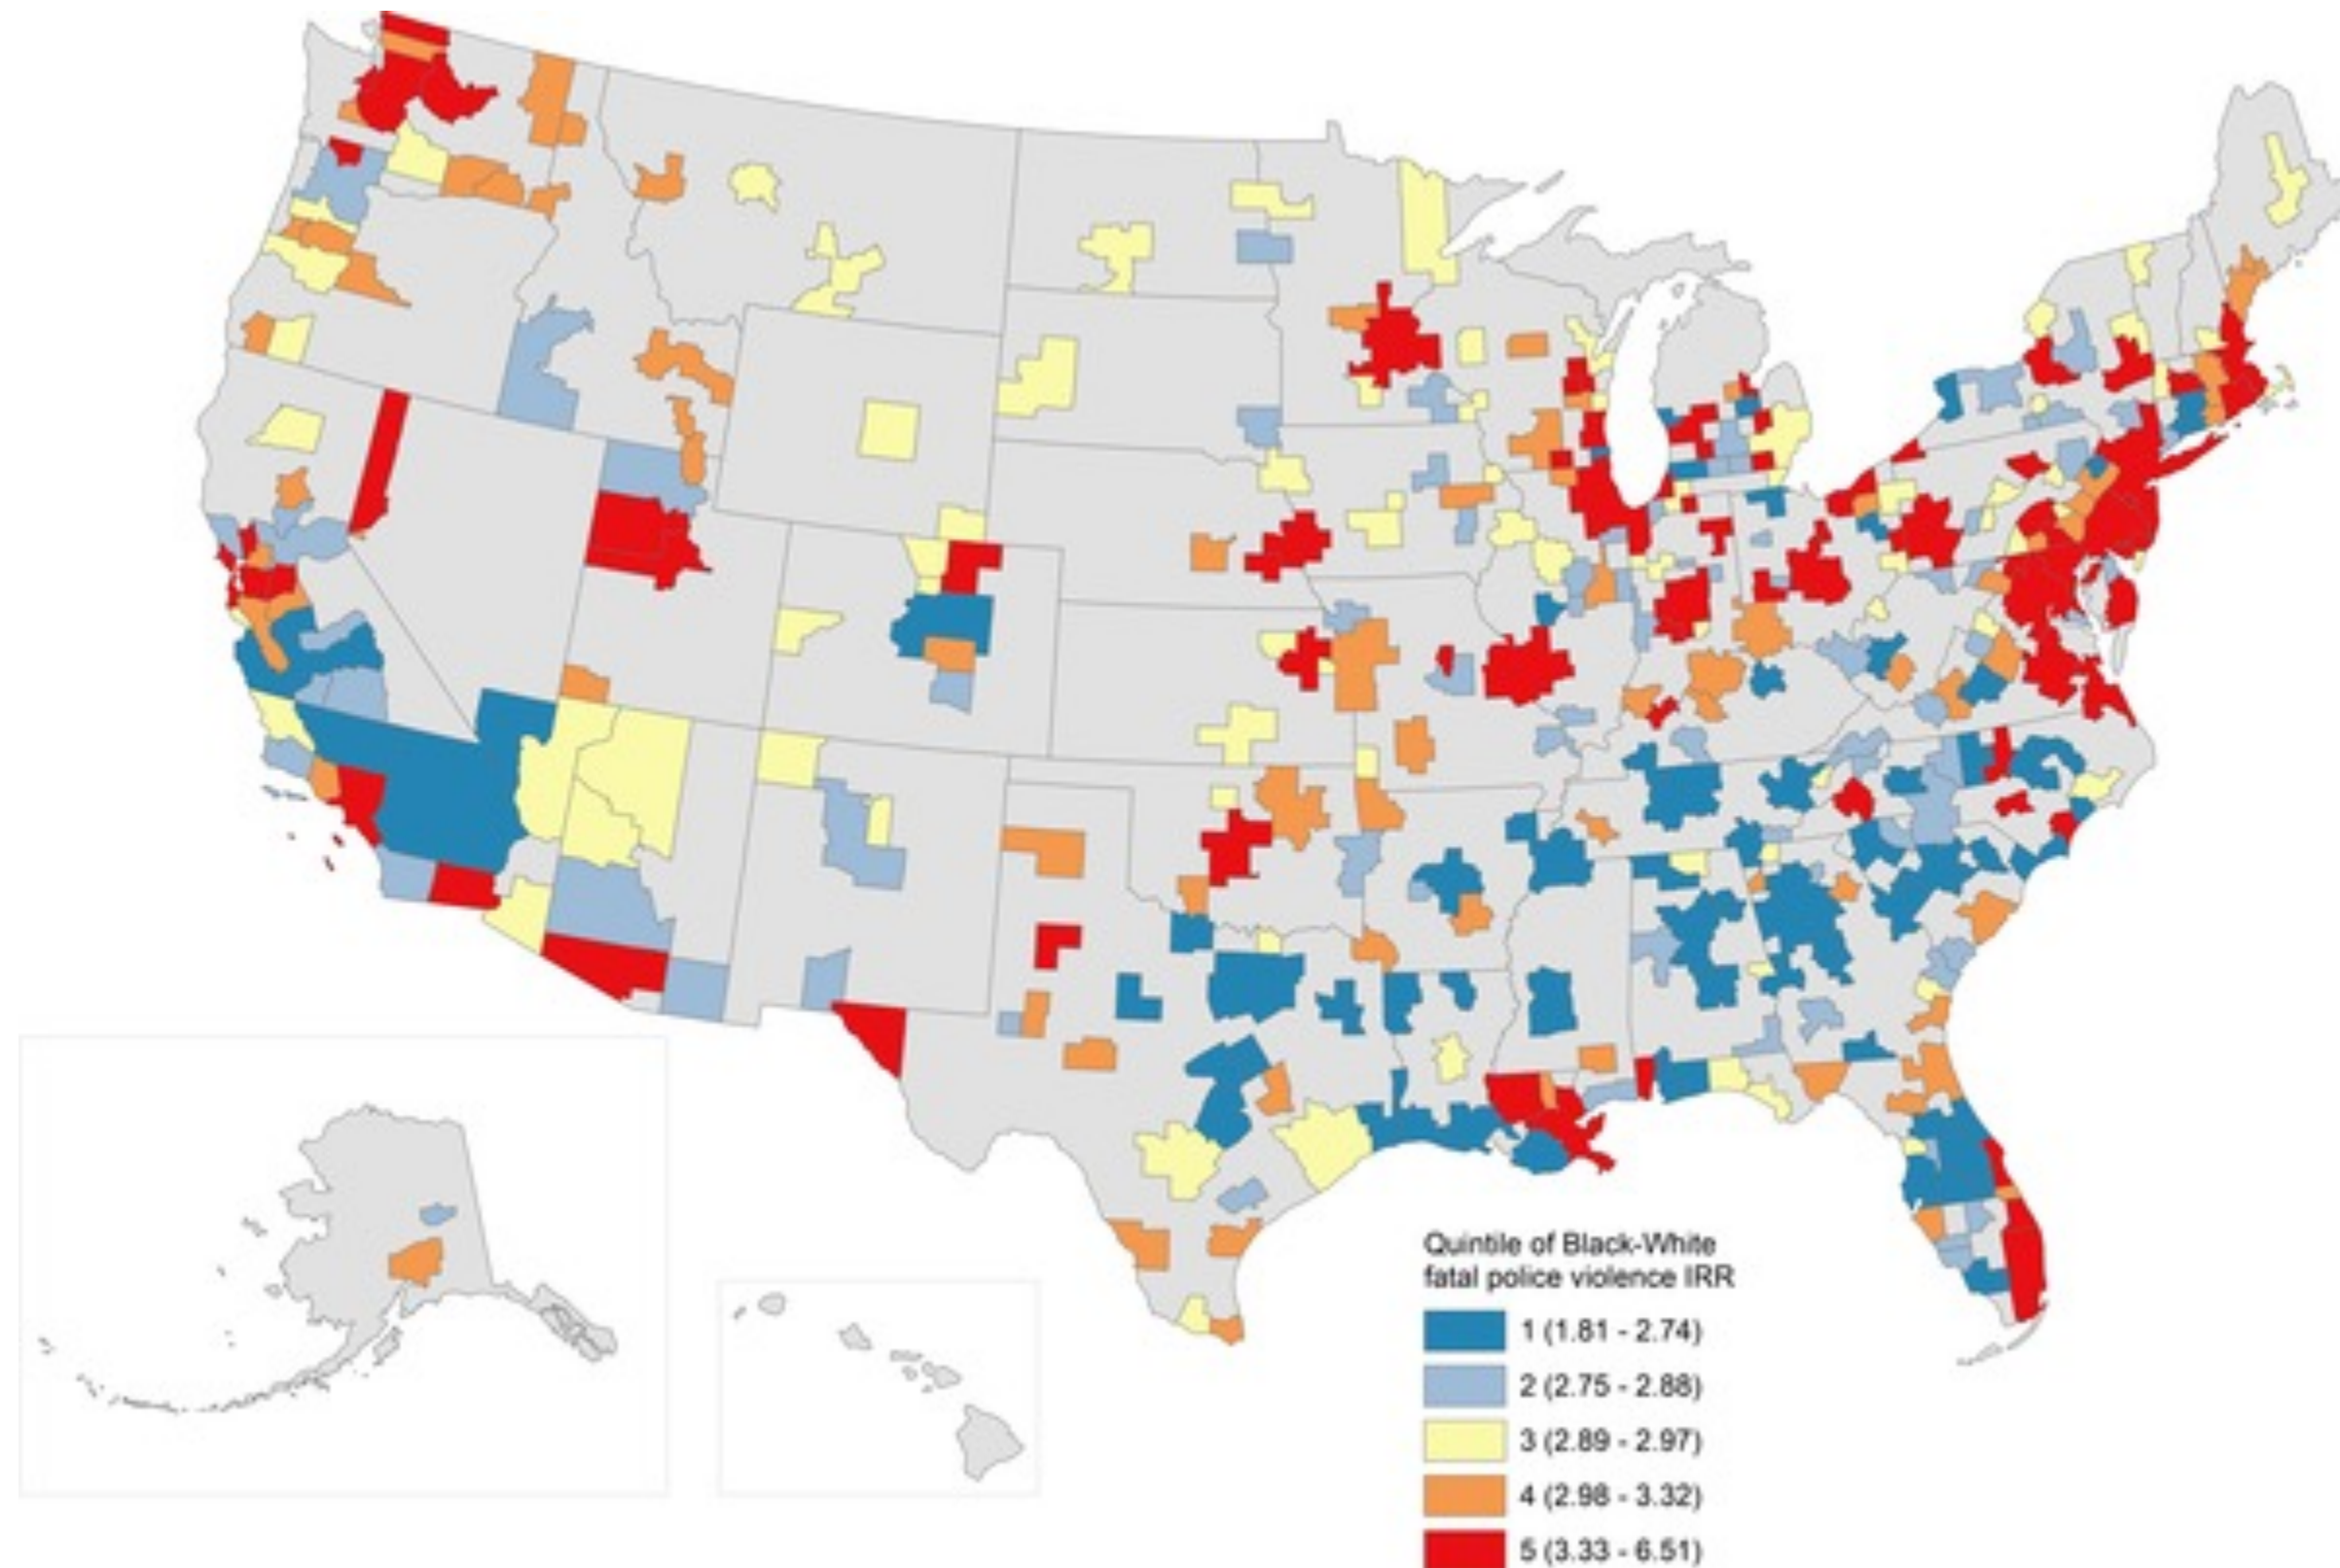 Quintile of Black-White
fatal police violence IRR
1 (1.81 - 2.74)
2 (2.75 - 2.88)
3 (2.89 - 2.97)
4 (2.98 - 3.32)
5 (3.33 - 6.51)